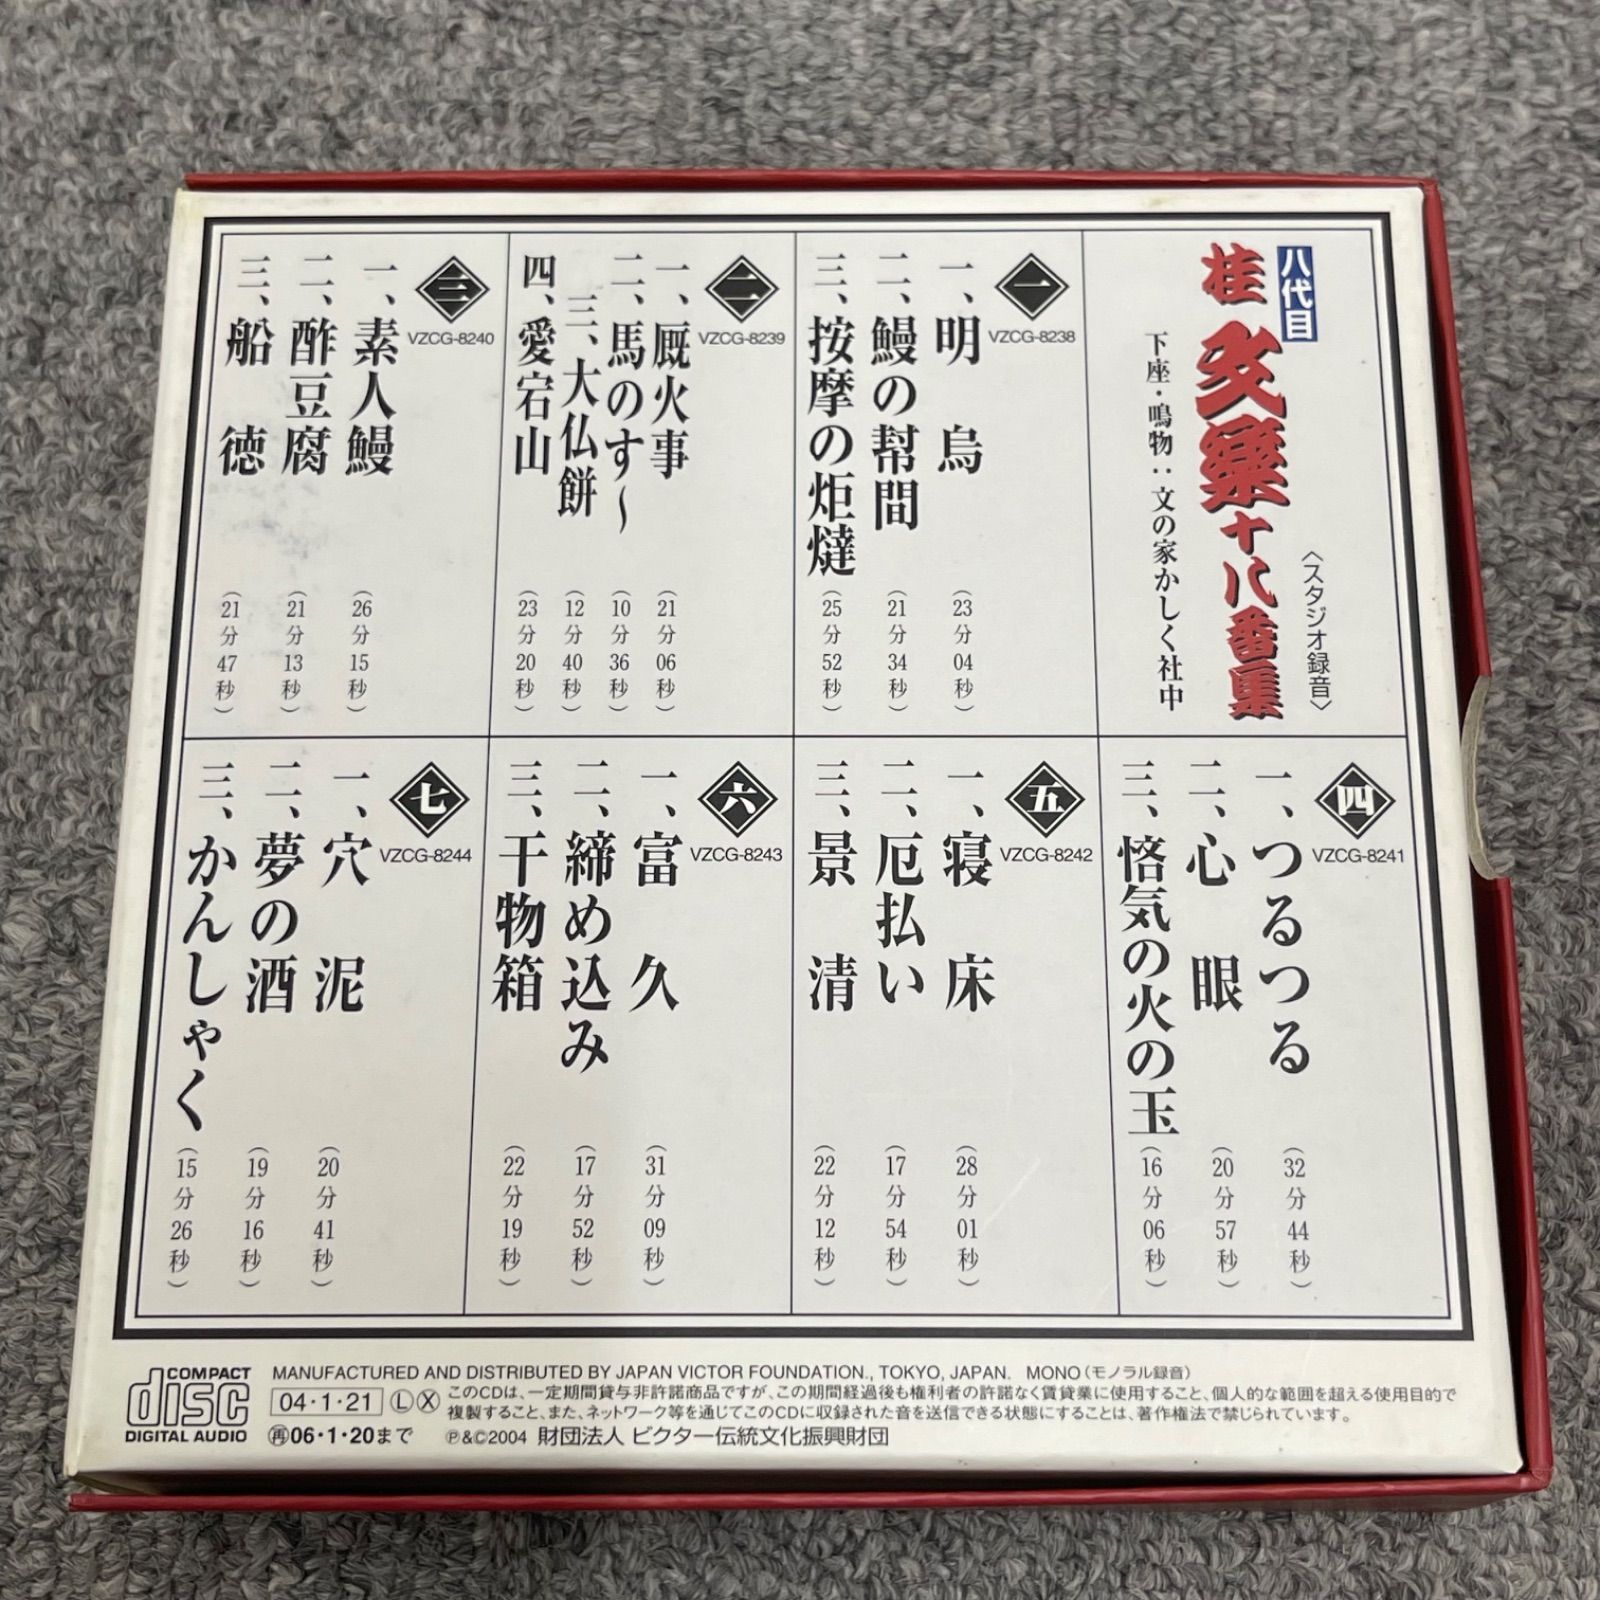 八代目
桂 文樂十八番集
〈スタジオ録音〉
下座・鳴物：文の家かしく社中
一
VZCG-8238
一、明 烏 （23分04秒）
二、鰻の幇間 （21分34秒）
三、按摩の炬燵 （25分52秒）
二
VZCG-8239
一、厩火事 （21分06秒）
二、馬のす～ （10分36秒）
三、大仏餅 （12分40秒）
四、愛宕山 （23分20秒）
三
VZCG-8240
一、素人鰻 （26分15秒）
二、酢豆腐 （21分13秒）
三、船 徳 （21分47秒）
四
VZCG-8241
一、つるつる （32分44秒）
二、心 眼 （20分57秒）
三、悋気の火の玉 （16分06秒）
五
VZCG-8242
一、寝 床 （28分01秒）
二、厄払い （17分54秒）
三、景 清 （22分12秒）
六
VZCG-8243
一、富 久 （31分09秒）
二、締め込み （17分52秒）
三、干物箱 （22分19秒）
七
VZCG-8244
一、穴 泥 （20分41秒）
二、夢の酒 （19分16秒）
三、かんしゃく （15分26秒）
COMPACT
disc
DIGITAL AUDIO
MANUFACTURED AND DISTRIBUTED BY JAPAN VICTOR FOUNDATION., TOKYO, JAPAN. MONO（モノラル録音）
04・1・21 Ⓛ Ⓧ このCDは、一定期間貸与非許諾商品ですが、この期間経過後も権利者の許諾なく賃貸業に使用すること、個人的な範囲を超える使用目的で
複製すること、また、ネットワーク等を通じてこのCDに収録された音を送信できる状態にすることは、著作権法で禁じられています。
㊞再06・1・20まで ℗&©2004 財団法人 ビクター伝統文化振興財団